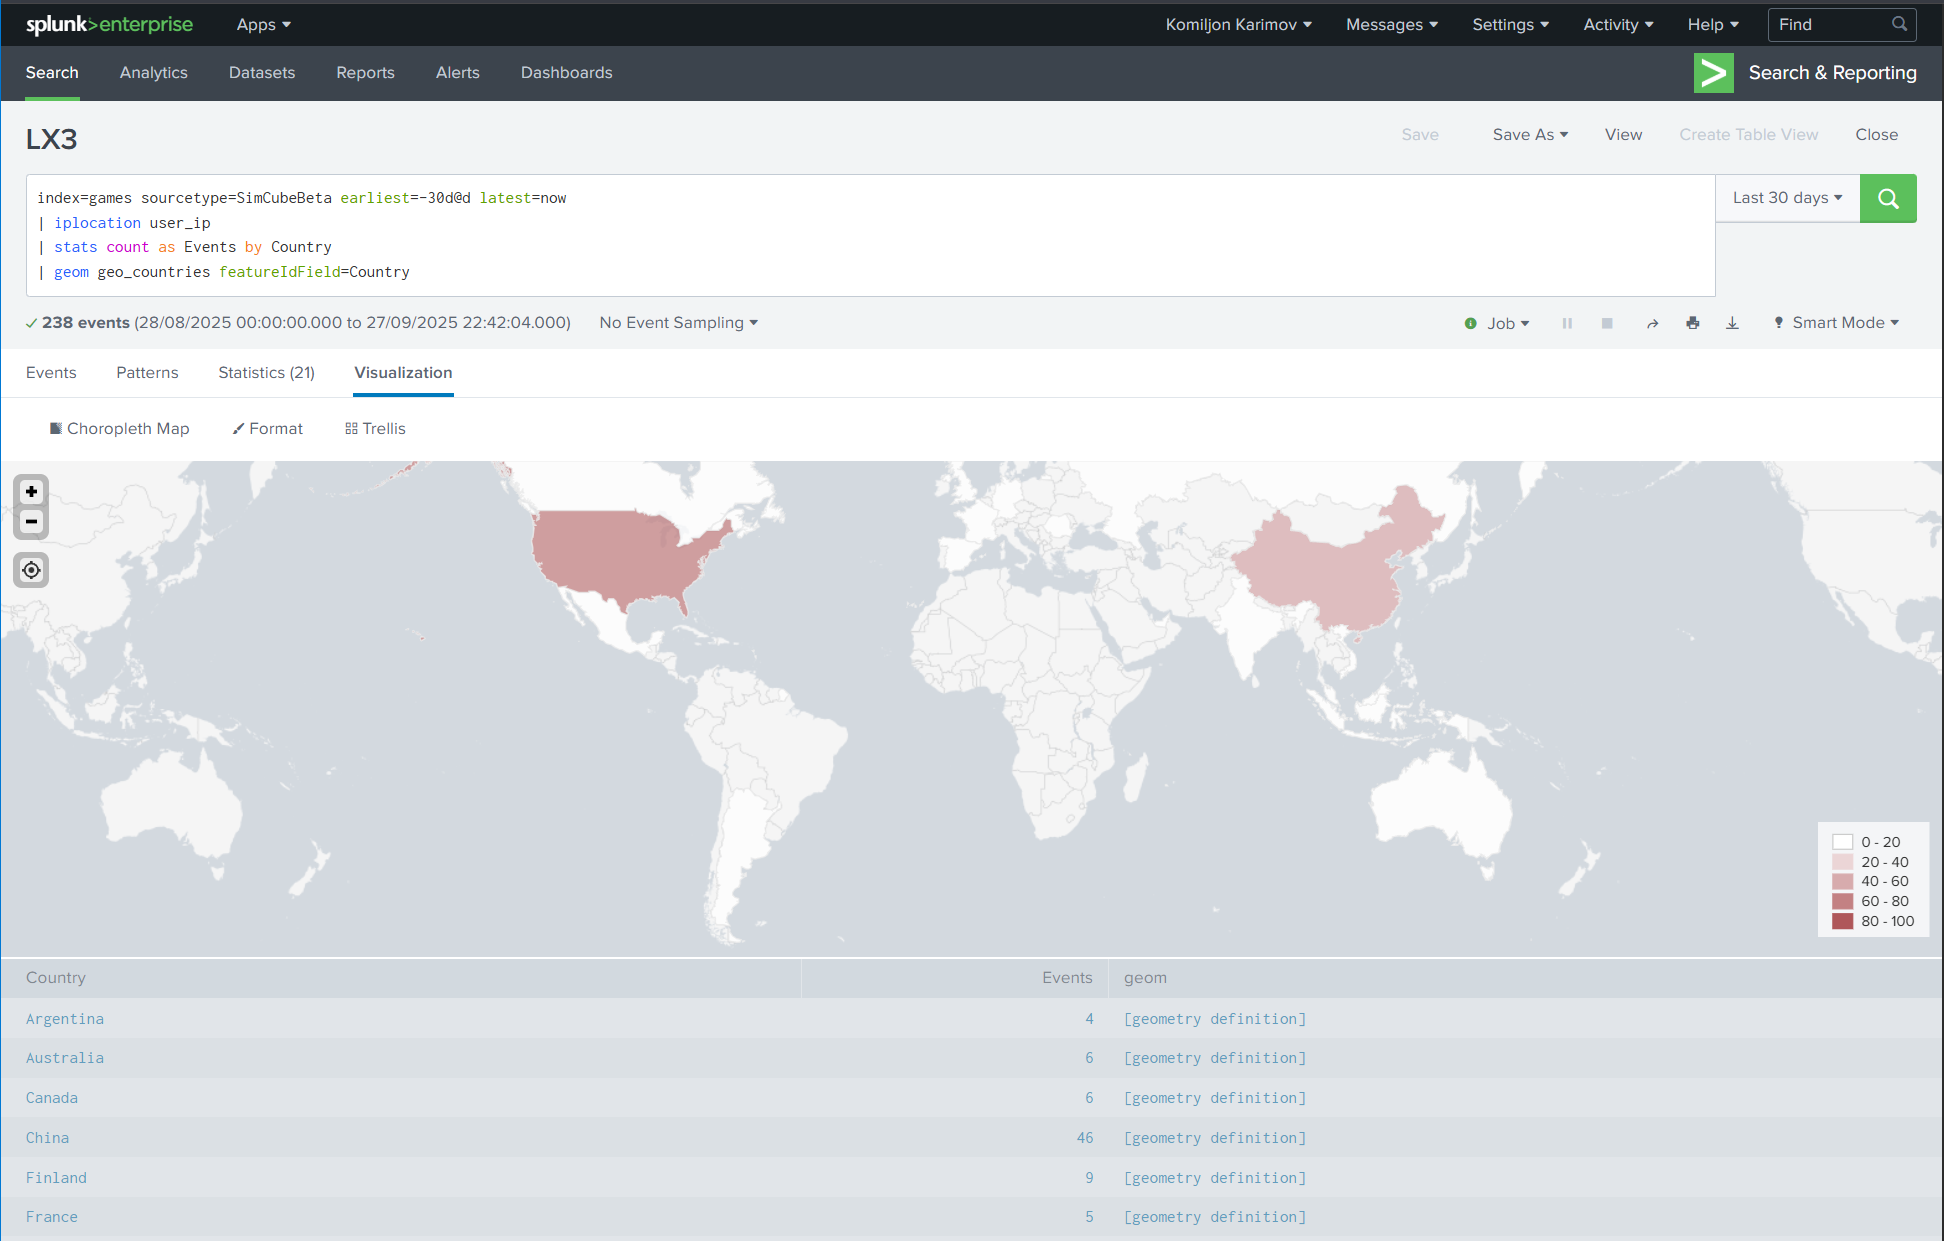 splunk>enterprise Apps Komiljon Karimov Messages Settings Activity Help Find
Search Analytics Datasets Reports Alerts Dashboards Search & Reporting
LX3 Save Save As View Create Table View Close
index=games sourcetype=SimCubeBeta earliest=-30d@d latest=now Last 30 days
| iplocation user_ip
| stats count as Events by Country
| geom geo_countries featureIdField=Country
238 events (28/08/2025 00:00:00.000 to 27/09/2025 22:42:04.000) No Event Sampling Job Smart Mode
Events Patterns Statistics (21) Visualization
Choropleth Map Format Trellis
0 - 20
20 - 40
40 - 60
60 - 80
80 - 100
Country Events geom
Argentina 4 [geometry definition]
Australia 6 [geometry definition]
Canada 6 [geometry definition]
China 46 [geometry definition]
Finland 9 [geometry definition]
France 5 [geometry definition]